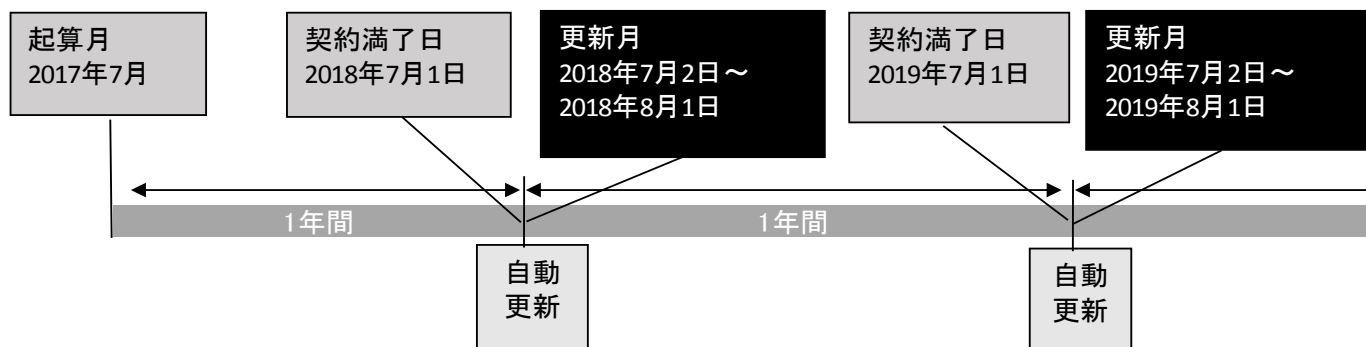 起算月
2017年7月
契約満了日
2018年7月1日
更新月
2018年7月2日～
2018年8月1日
契約満了日
2019年7月1日
更新月
2019年7月2日～
2019年8月1日
1年間
1年間
自動
更新
自動
更新